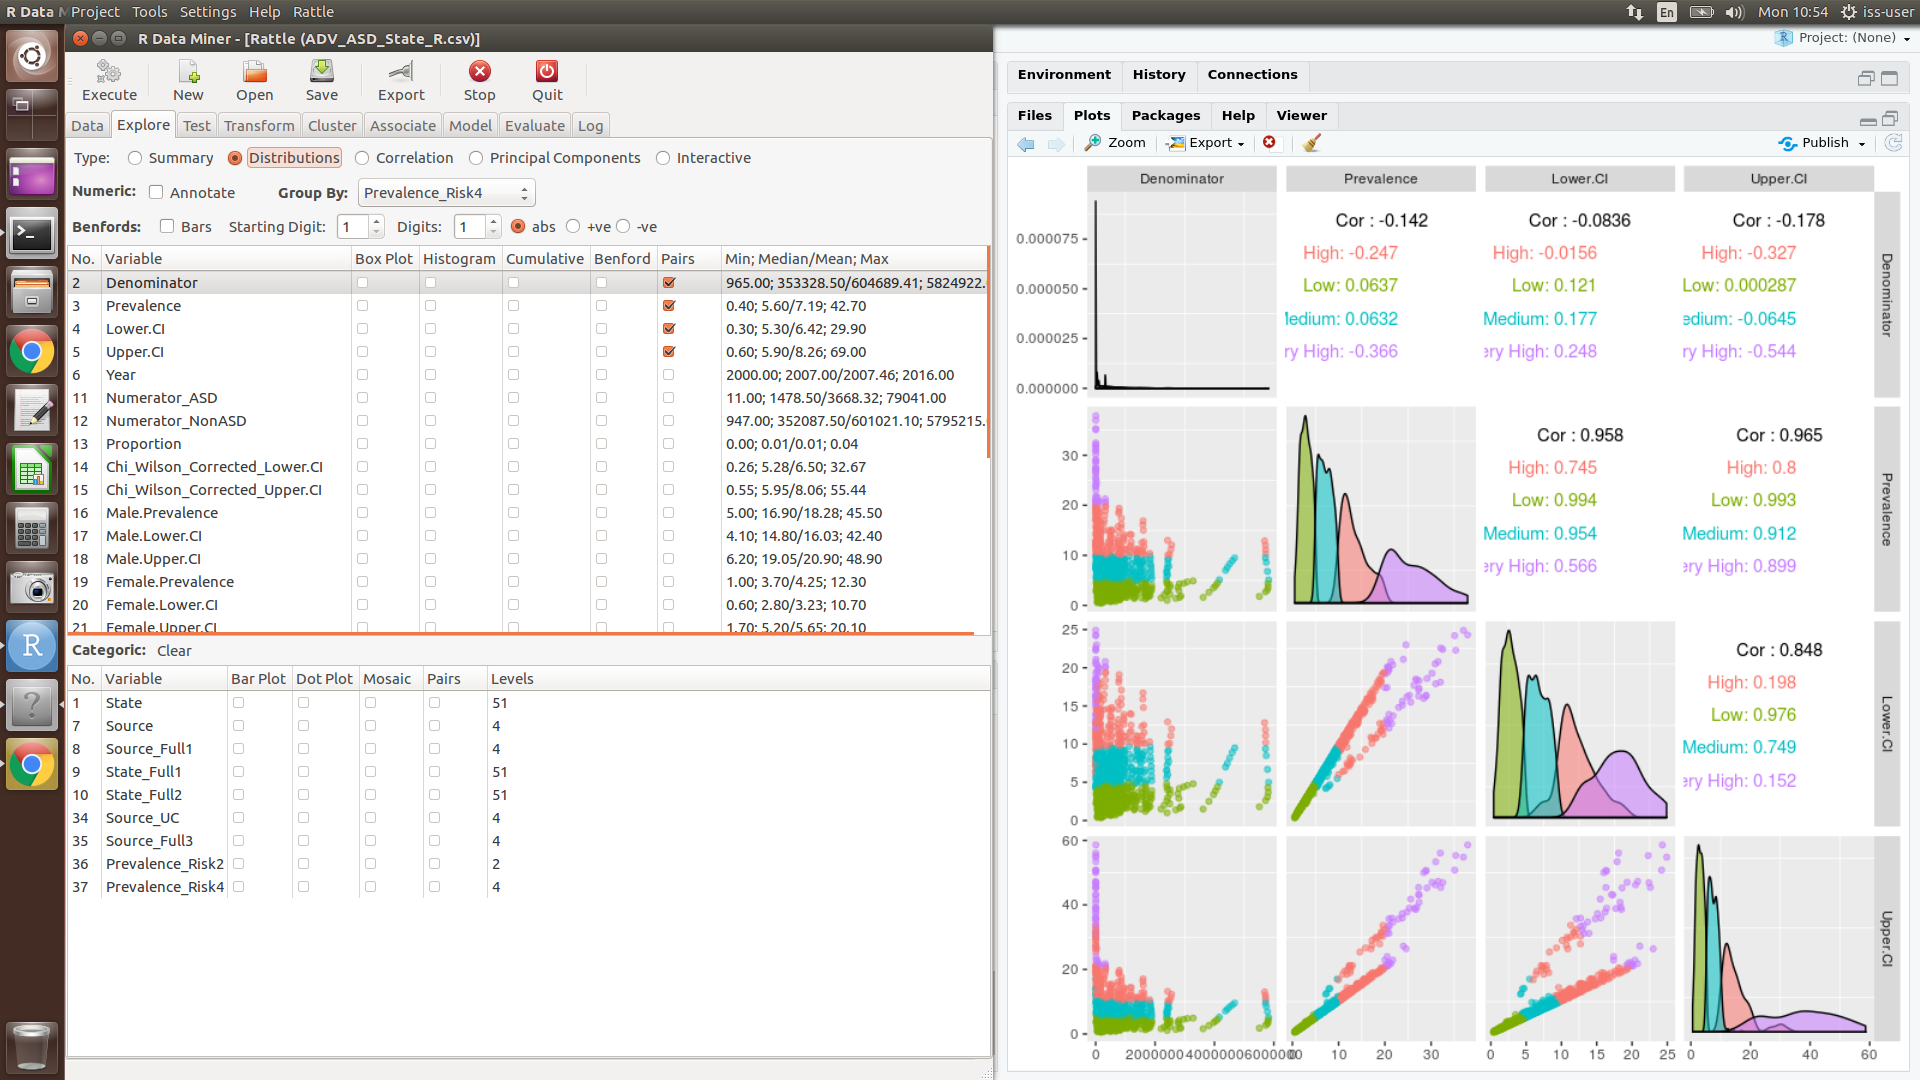 R Data M Project Tools Settings Help Rattle
En Mon 10:54 iss-user
R Data Miner - [Rattle (ADV_ASD_State_R.csv)]
Execute New Open Save Export Stop Quit
Data Explore Test Transform Cluster Associate Model Evaluate Log
Type: Summary Distributions Correlation Principal Components Interactive
Numeric: Annotate Group By: Prevalence_Risk4
Benfords: Bars Starting Digit: 1 Digits: 1 abs +ve -ve
No. Variable Box Plot Histogram Cumulative Benford Pairs Min; Median/Mean; Max
2 Denominator 965.00; 353328.50/604689.41; 5824922.
3 Prevalence 0.40; 5.60/7.19; 42.70
4 Lower.CI 0.30; 5.30/6.42; 29.90
5 Upper.CI 0.60; 5.90/8.26; 69.00
6 Year 2000.00; 2007.00/2007.46; 2016.00
11 Numerator_ASD 11.00; 1478.50/3668.32; 79041.00
12 Numerator_NonASD 947.00; 352087.50/601021.10; 5795215.
13 Proportion 0.00; 0.01/0.01; 0.04
14 Chi_Wilson_Corrected_Lower.CI 0.26; 5.28/6.50; 32.67
15 Chi_Wilson_Corrected_Upper.CI 0.55; 5.95/8.06; 55.44
16 Male.Prevalence 5.00; 16.90/18.28; 45.50
17 Male.Lower.CI 4.10; 14.80/16.03; 42.40
18 Male.Upper.CI 6.20; 19.05/20.90; 48.90
19 Female.Prevalence 1.00; 3.70/4.25; 12.30
20 Female.Lower.CI 0.60; 2.80/3.23; 10.70
21 Female.Upper.CI 1.70; 5.20/5.65; 20.10
Categoric: Clear
No. Variable Bar Plot Dot Plot Mosaic Pairs Levels
1 State 51
7 Source 4
8 Source_Full1 4
9 State_Full1 51
10 State_Full2 51
34 Source_UC 4
35 Source_Full3 4
36 Prevalence_Risk2 2
37 Prevalence_Risk4 4
R Project: (None)
Environment History Connections
Files Plots Packages Help Viewer
Zoom Export Publish
Denominator Prevalence Lower.CI Upper.CI
0.000075
0.000050
0.000025
0.000000
Cor : -0.142
High: -0.247
Low: 0.0637
Medium: 0.0632
ry High: -0.366
Cor : -0.0836
High: -0.0156
Low: 0.121
Medium: 0.177
ery High: 0.248
Cor : -0.178
High: -0.327
Low: 0.000287
edium: -0.0645
ry High: -0.544
Denominator
30
20
10
0
Cor : 0.958
High: 0.745
Low: 0.994
Medium: 0.954
ery High: 0.566
Cor : 0.965
High: 0.8
Low: 0.993
Medium: 0.912
ery High: 0.899
Prevalence
25
20
15
10
5
0
Cor : 0.848
High: 0.198
Low: 0.976
Medium: 0.749
ery High: 0.152
Lower.CI
60
40
20
0
Upper.CI
0 2000000 4000000 6000000
0 10 20 30
0 5 10 15 20 25
0 20 40 60